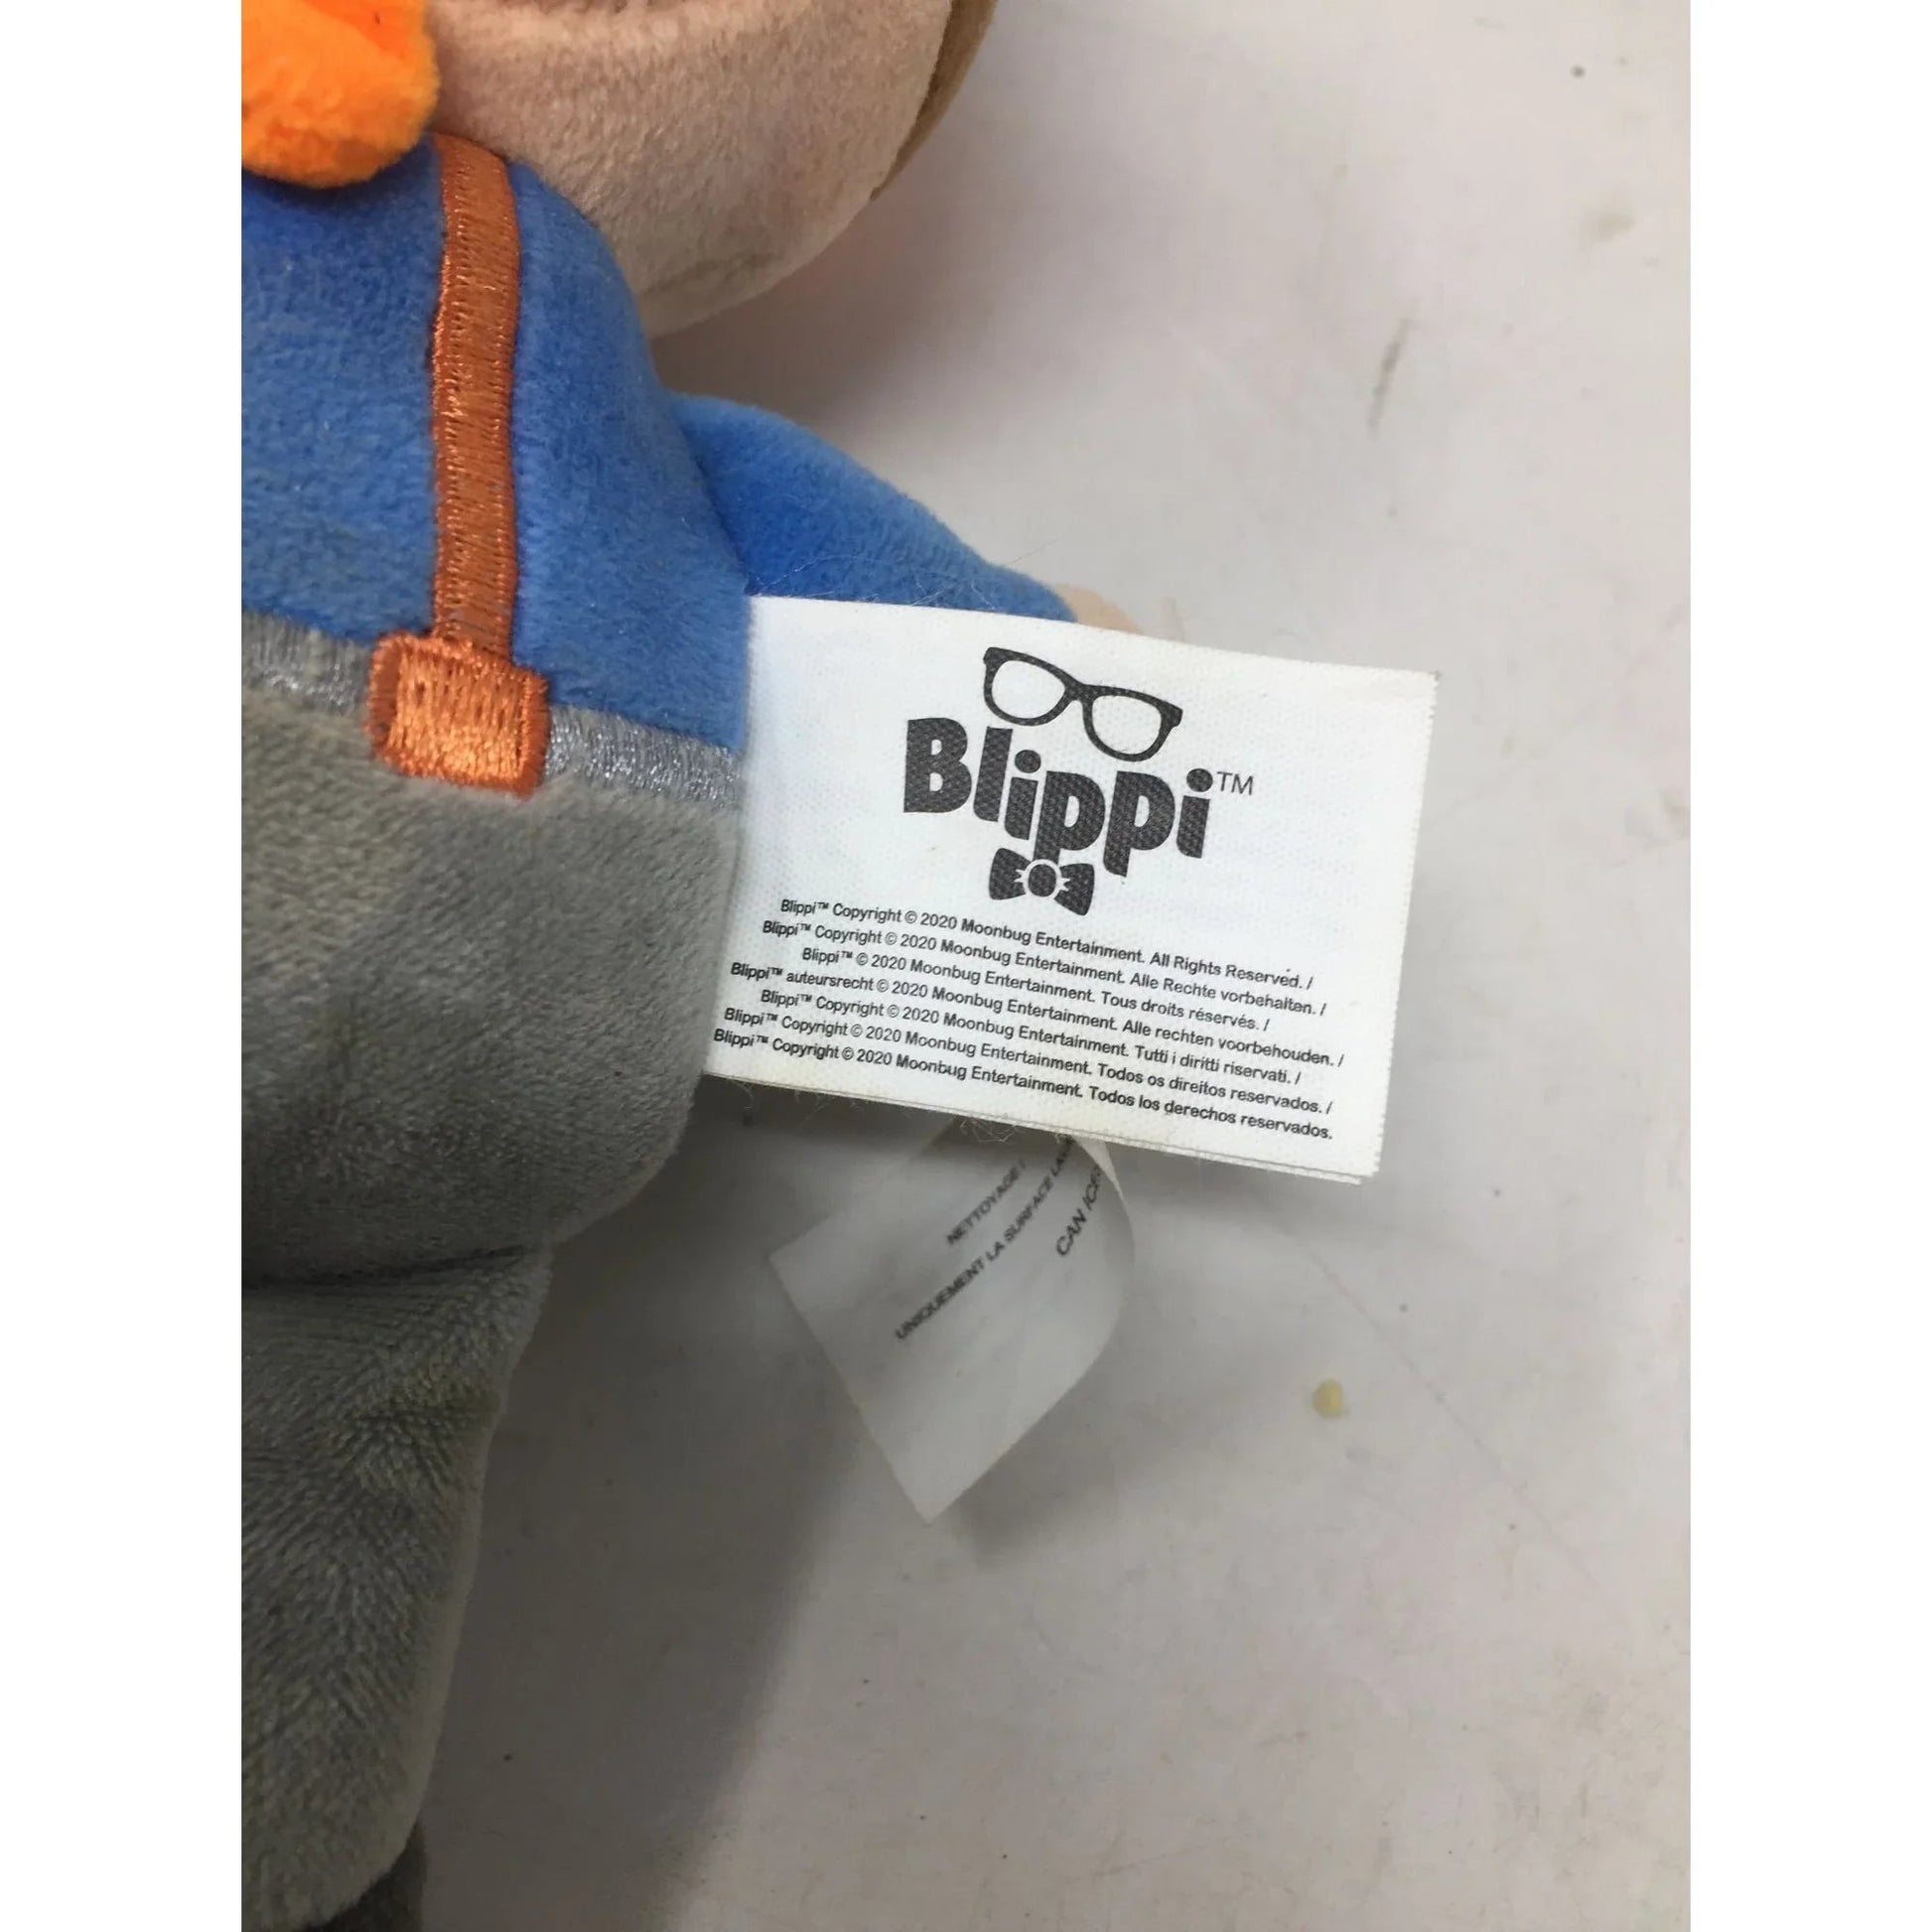 Blippi™
Blippi™ Copyright © 2020 Moonbug Entertainment. All Rights Reserved. /
Blippi™ Copyright © 2020 Moonbug Entertainment. Alle Rechte vorbehalten. /
Blippi™ © 2020 Moonbug Entertainment. Tous droits réservés. /
Blippi™ auteursrecht © 2020 Moonbug Entertainment. Alle rechten voorbehouden. /
Blippi™ Copyright © 2020 Moonbug Entertainment. Tutti i diritti riservati. /
Blippi™ Copyright © 2020 Moonbug Entertainment. Todos os direitos reservados. /
Blippi™ Copyright © 2020 Moonbug Entertainment. Todos los derechos reservados.
NETTOYAGE
UNIQUEMENT LA SURFACE
CAN